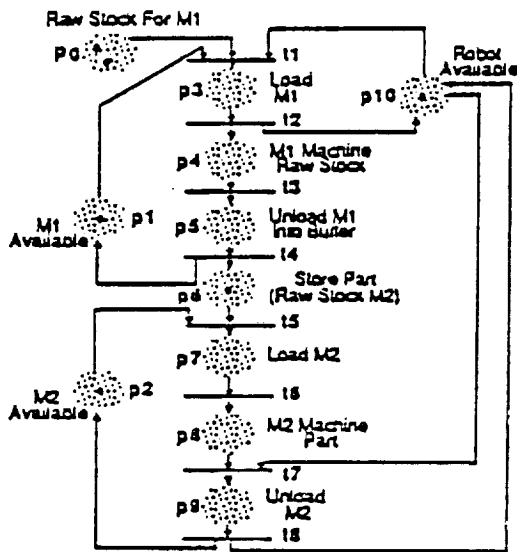 Raw Stock For M1
p0
t1
Robot
Available
p3
Load
M1
p10
t2
p4
M1 Machine
Raw Stock
t3
M1
Available
p1
p5
Unload M1
Into Buffer
t4
p6
Store Part
(Raw Stock M2)
t5
p7
Load M2
M2
Available
p2
t6
p8
M2 Machine
Part
t7
p9
Unload
M2
t8